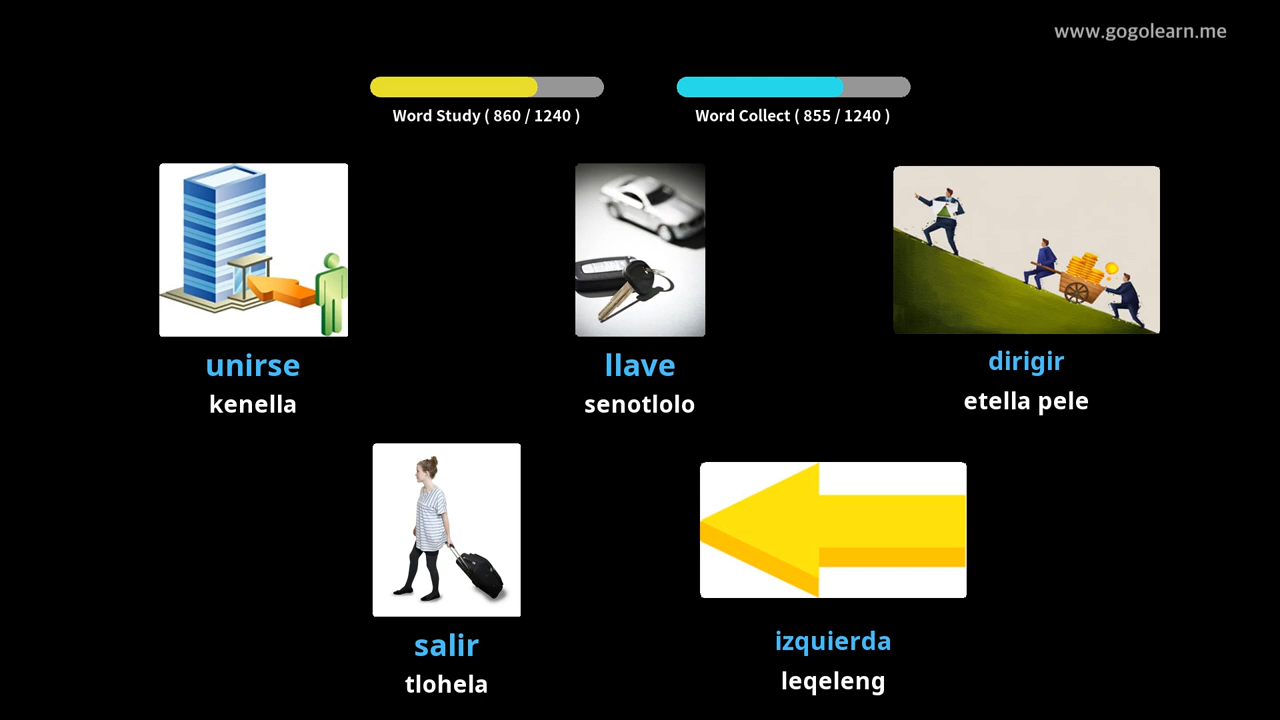 www.gogolearn.me
Word Study ( 860 / 1240 )
Word Collect ( 855 / 1240 )
unirse
kenella
llave
senotlolo
dirigir
etella pele
salir
tlohela
izquierda
leqeleng